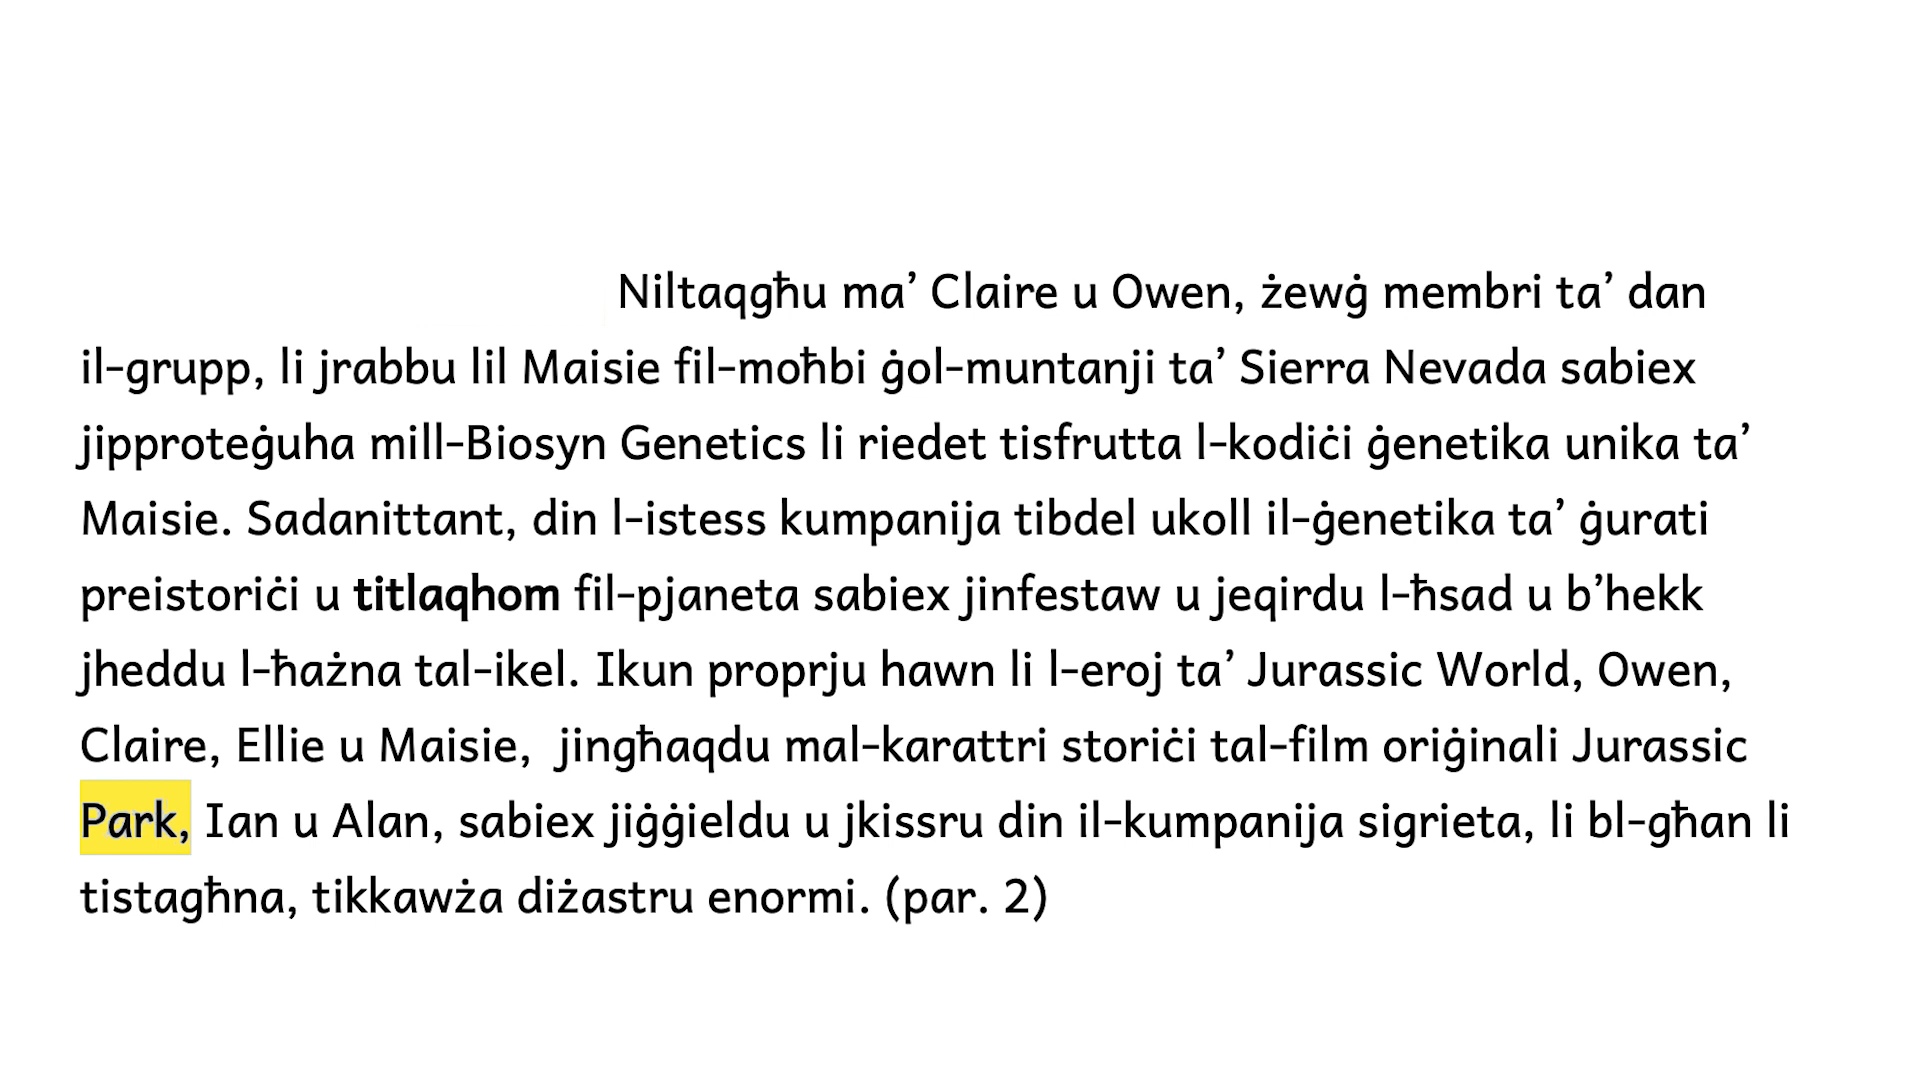 Niltaqgħu ma’ Claire u Owen, żewġ membri ta’ dan
il-grupp, li jrabbu lil Maisie fil-moħbi ġol-muntanji ta’ Sierra Nevada sabiex
jipproteġuha mill-Biosyn Genetics li riedet tisfrutta l-kodiċi ġenetika unika ta’
Maisie. Sadanittant, din l-istess kumpanija tibdel ukoll il-ġenetika ta’ ġurati
preistoriċi u titlaqhom fil-pjaneta sabiex jinfestaw u jeqirdu l-ħsad u b’hekk
jheddu l-ħażna tal-ikel. Ikun proprju hawn li l-eroj ta’ Jurassic World, Owen,
Claire, Ellie u Maisie,  jingħaqdu mal-karattri storiċi tal-film oriġinali Jurassic
Park, Ian u Alan, sabiex jiġġieldu u jkissru din il-kumpanija sigrieta, li bl-għan li
tistagħna, tikkawża diżastru enormi. (par. 2)